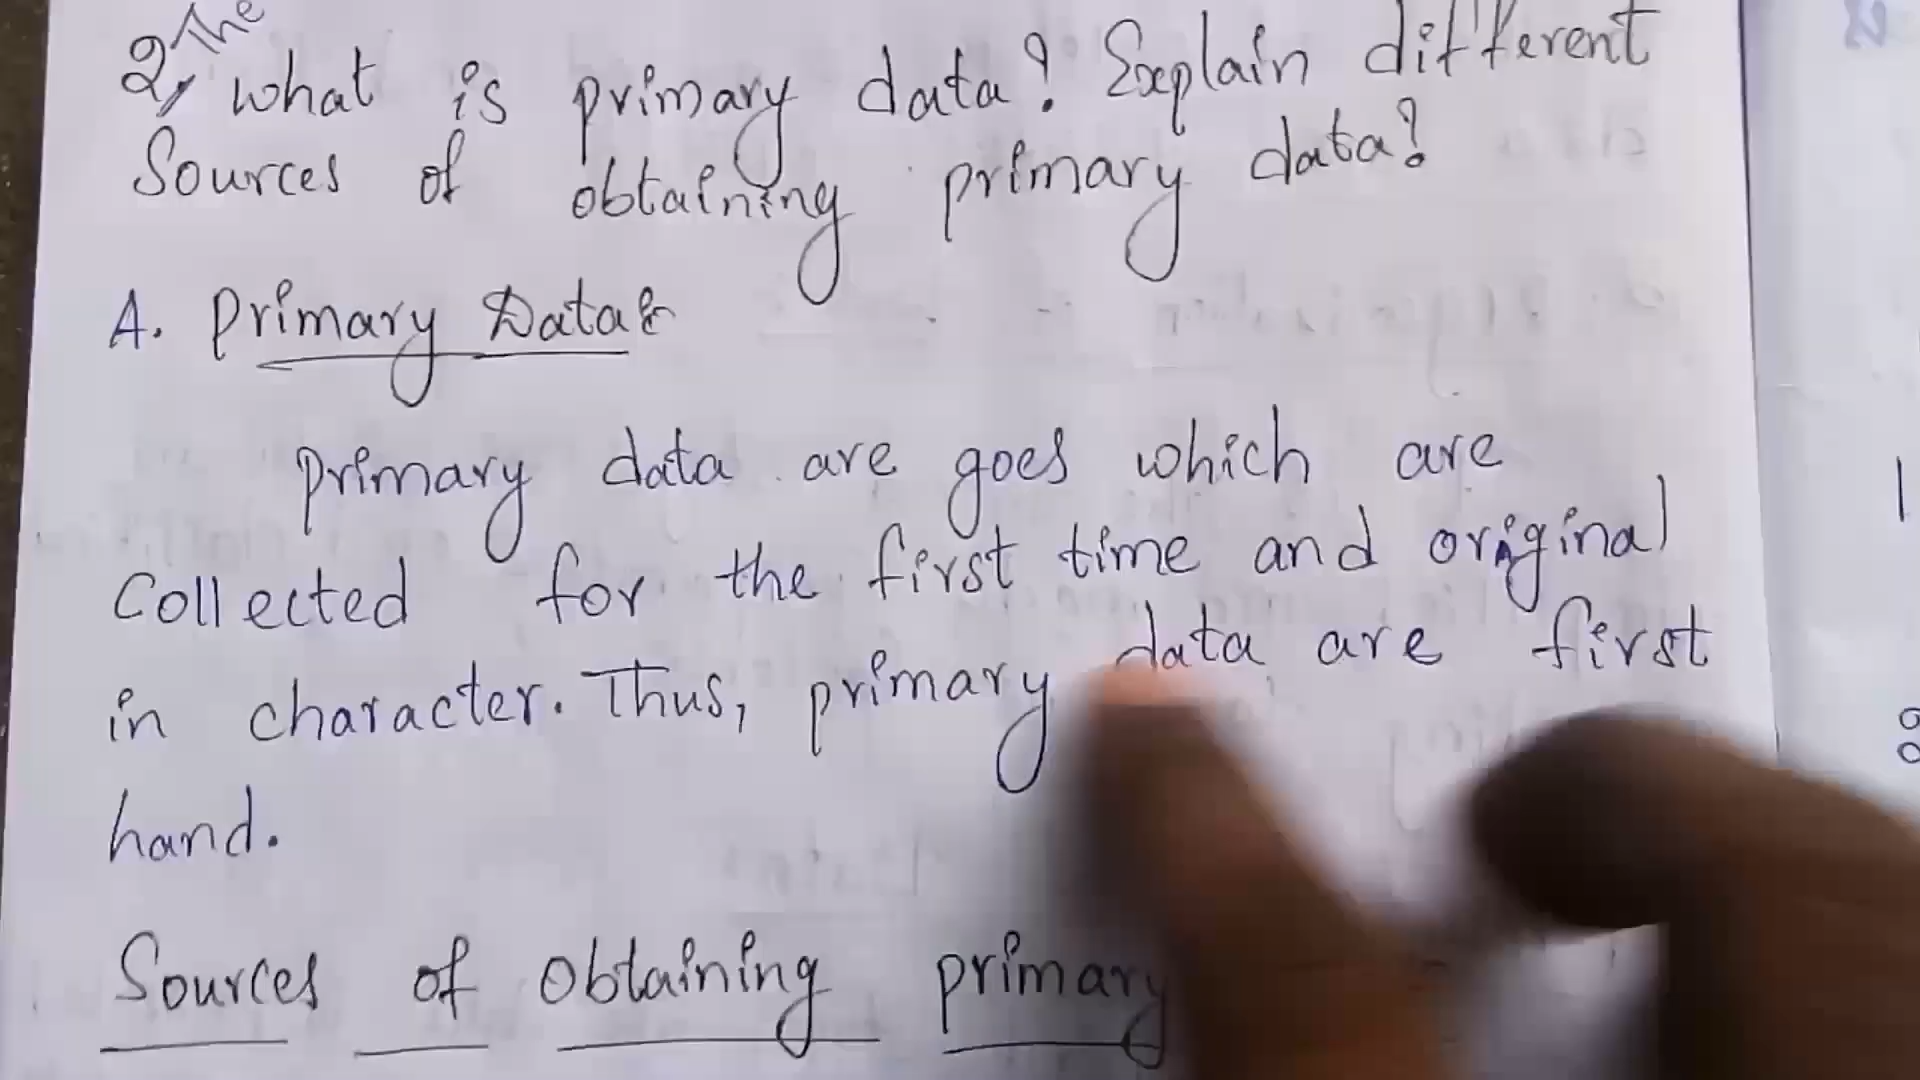 The
2, what is primary data? Explain different
Sources of obtaining primary data?
A. Primary Data:
primary data are goes which are
Collected for the first time and original
in character. Thus, primary data are first
hand.
Sources of obtaining primary